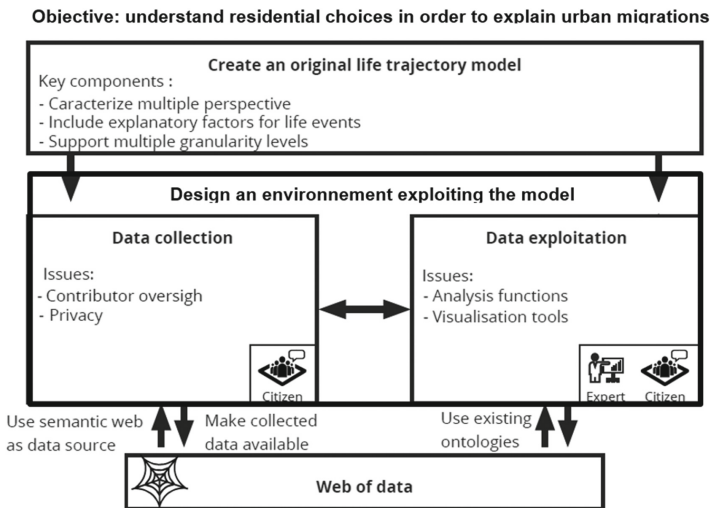 Objective: understand residential choices in order to explain urban migrations
Create an original life trajectory model
Key components :
- Caracterize multiple perspective
- Include explanatory factors for life events
- Support multiple granularity levels
Design an environnement exploiting the model
Data collection
Issues:
- Contributor oversigh
- Privacy
Citizen
Data exploitation
Issues:
- Analysis functions
- Visualisation tools
Expert
Citizen
Use semantic web
as data source
Make collected
data available
Use existing
ontologies
Web of data